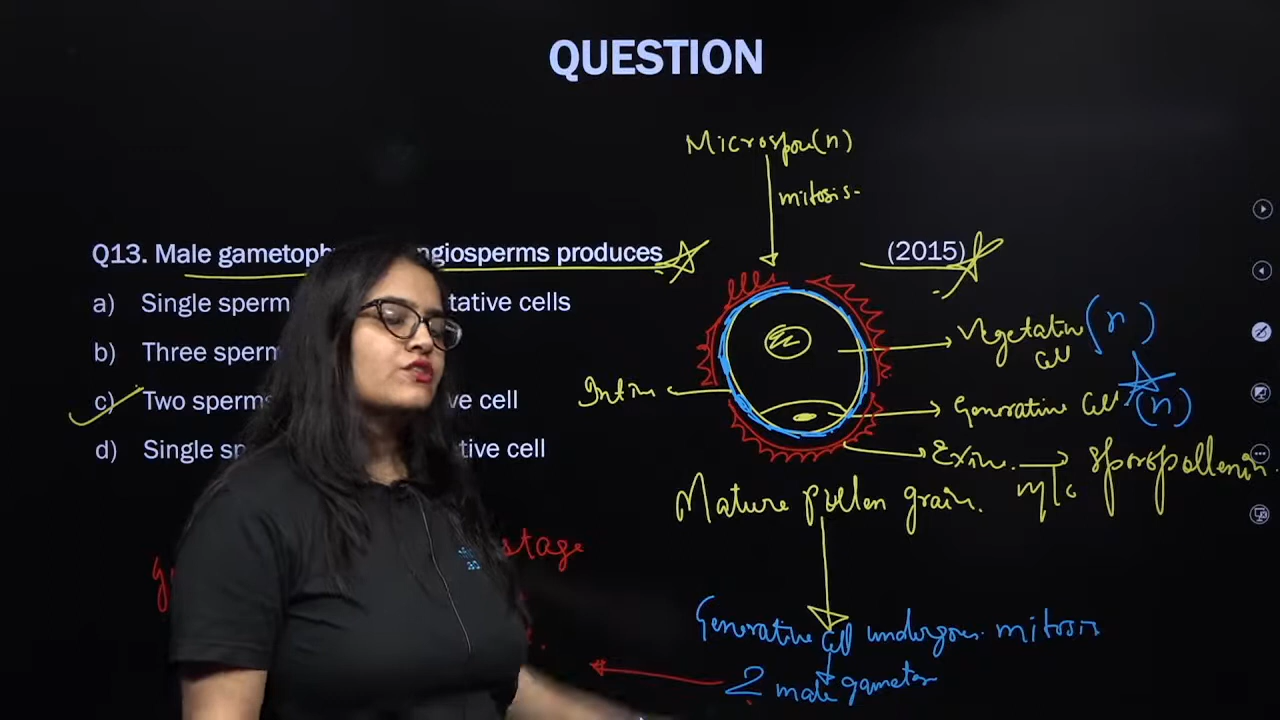 QUESTION
Microspore(n)
mitosis.
Q13. Male gametoph ngiosperms produces
(2015)
a) Single sperm tative cells
b) Three sperm
c) Two sperms ve cell
d) Single sp tive cell
Vegetative (n)
Cell
Intine
Generative Cell (n)
Exine m/c sporopollenin
Mature pollen grain.
stage
Generative Cell undergoes mitosis
2 male gametes